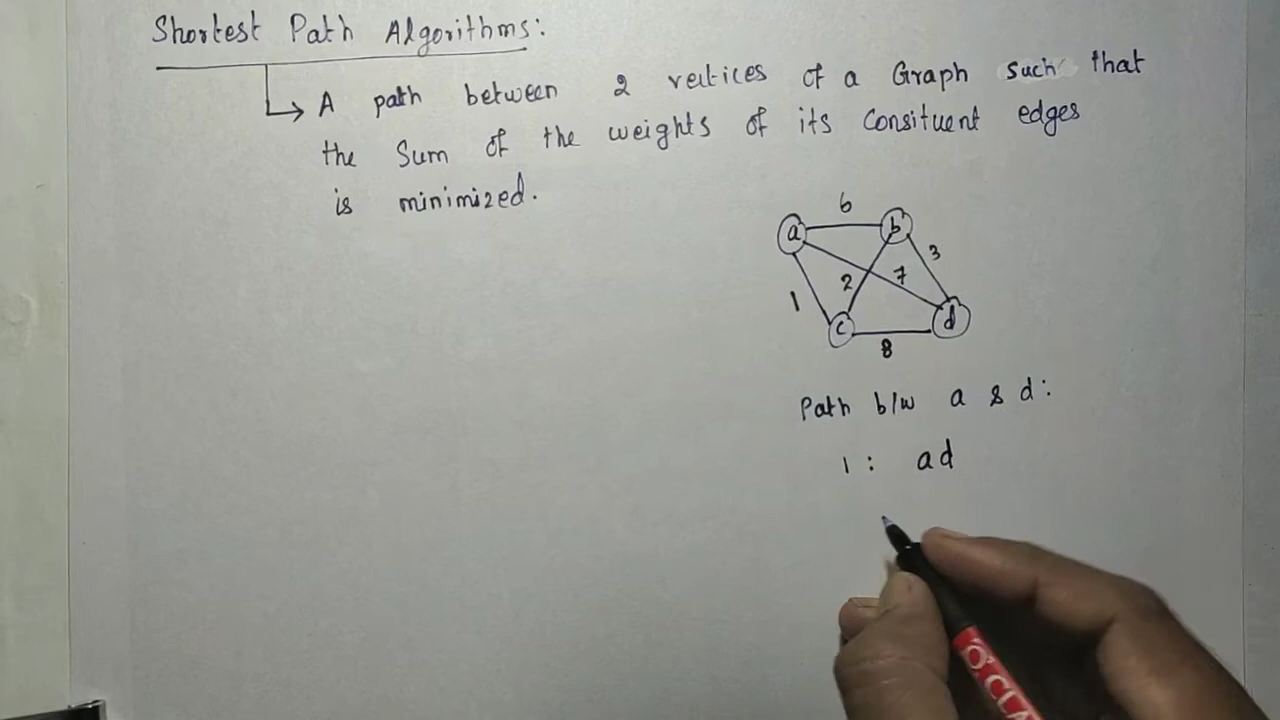 Shortest Path Algorithms:
A path between 2 vertices of a Graph such that
the Sum of the weights of its Consituent edges
is minimized.
6
a b
3
2 7
1
c d
8
Path b/w a & d:
1: ad
O'CLA